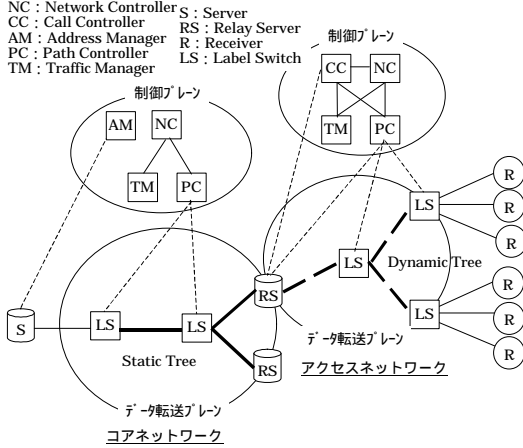 NC : Network Controller
CC : Call Controller
AM : Address Manager
PC : Path Controller
TM : Traffic Manager
S : Server
RS : Relay Server
R : Receiver
LS : Label Switch
制御プレーン
制御プレーン
CC
NC
AM
NC
TM
PC
TM
PC
R
LS
R
R
LS
Dynamic Tree
RS
R
S
LS
LS
LS
R
Static Tree
RS
データ転送プレーン
R
アクセスネットワーク
データ転送プレーン
コアネットワーク